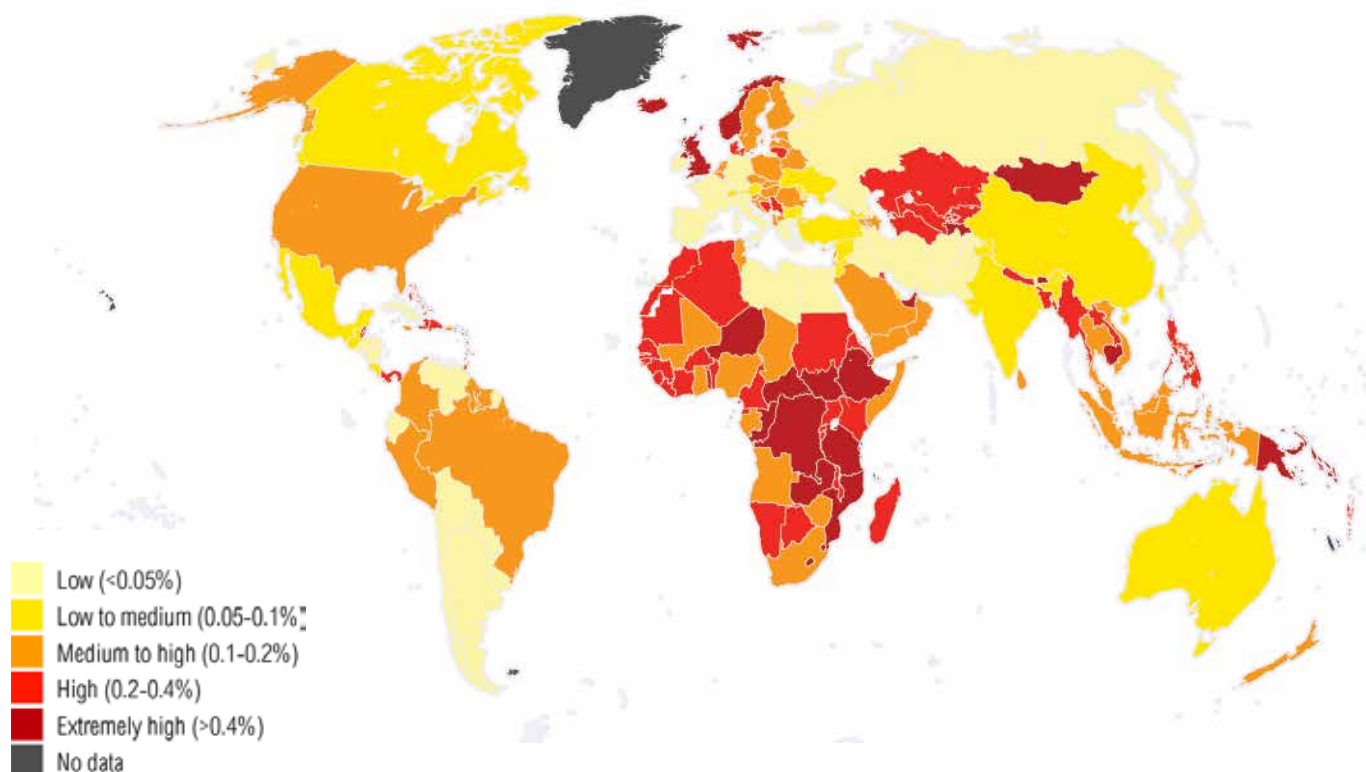 Low (<0.05%)
Low to medium (0.05-0.1%
Medium to high (0.1-0.2%)
High (0.2-0.4%)
Extremely high (>0.4%)
No data